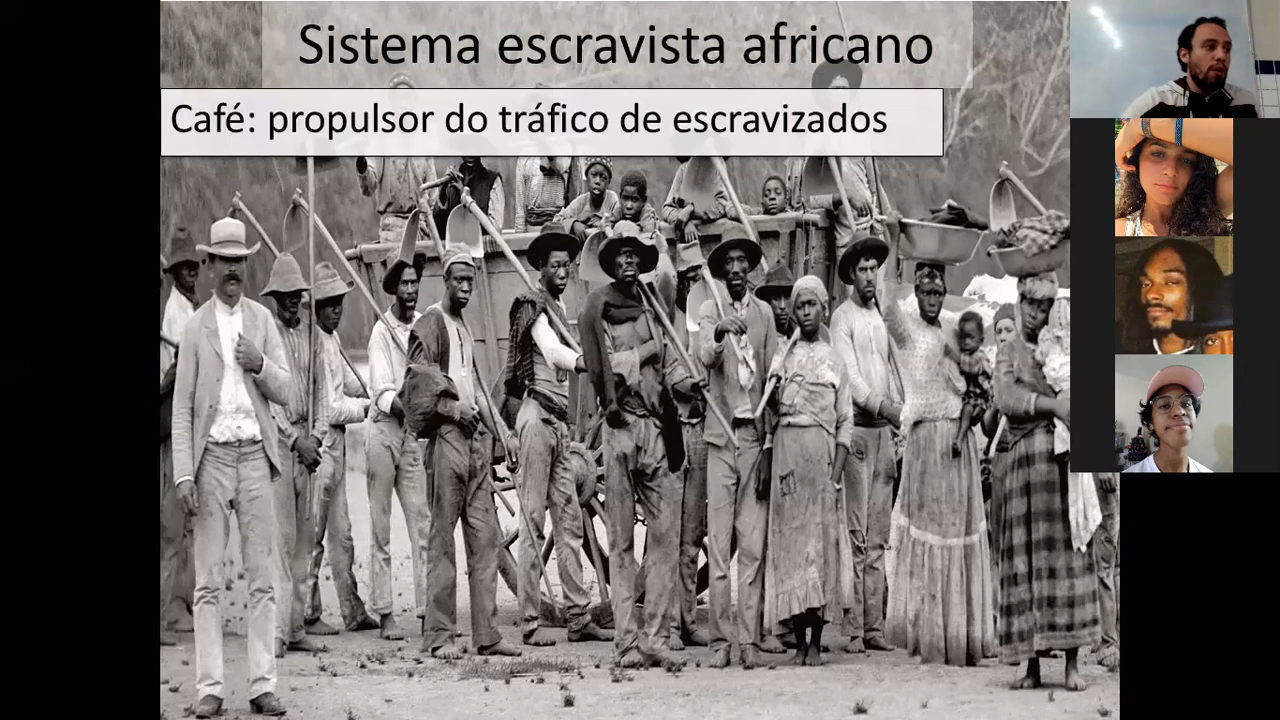 Sistema escravista africano
Café: propulsor do tráfico de escravizados